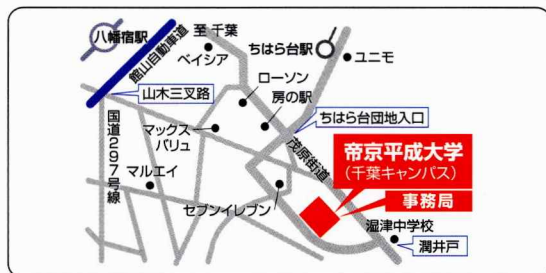 八幡宿駅
館山自動車道
至 千葉
ベイシア
ちはら台駅
ユニモ
ローソン
房の駅
山木三叉路
ちはら台団地入口
国道297号線
マックス
バリュ
茂原街道
帝京平成大学
(千葉キャンパス)
事務局
マルエイ
セブンイレブン
湿津中学校
潤井戸